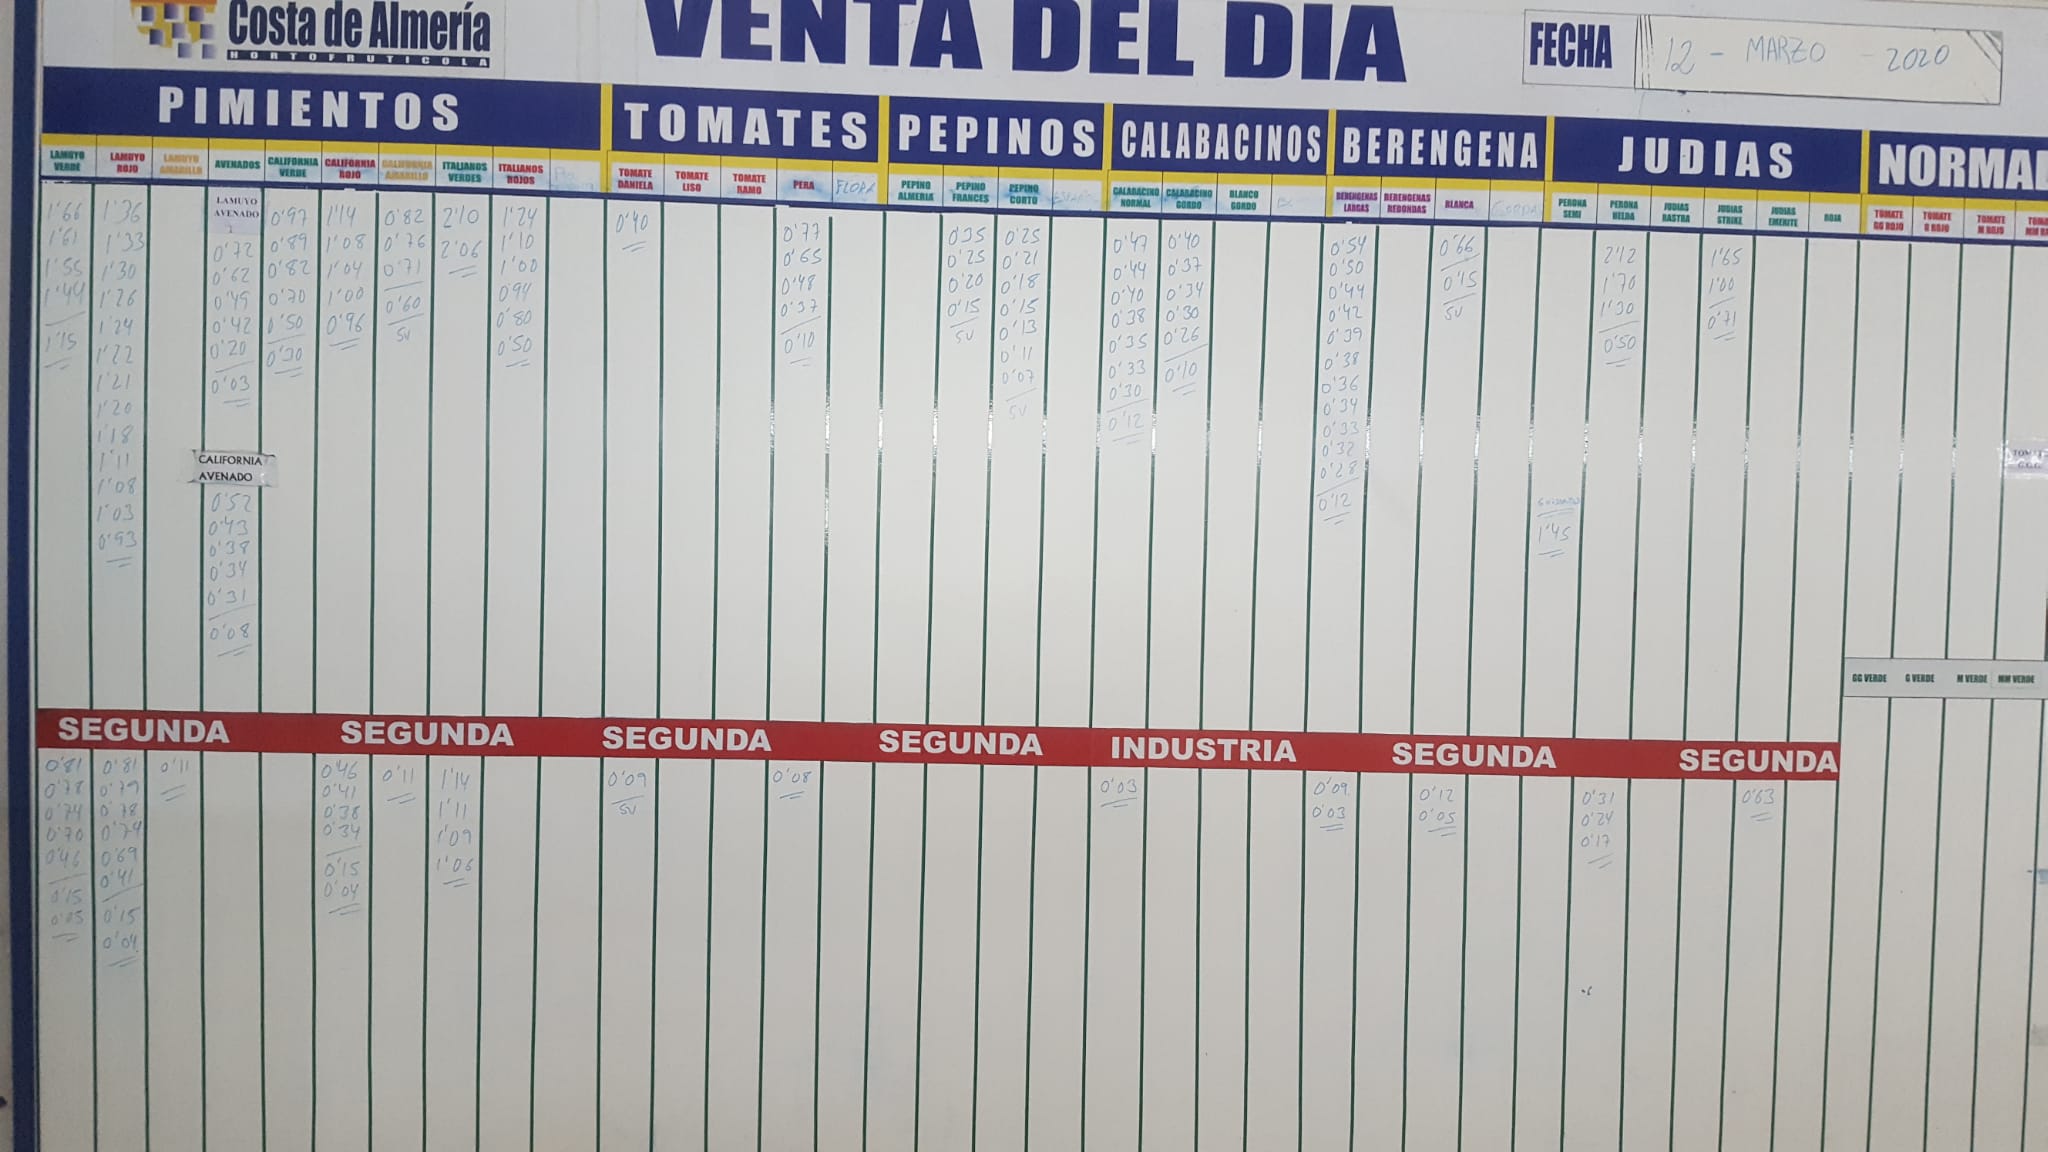 Costa de Almería
HORTOFRUTICOLA
VENTA DEL DIA
FECHA
12 - MARZO - 2020
PIMIENTOS
TOMATES
PEPINOS
CALABACINOS
BERENGENA
JUDIAS
NORMAL
LAMUYO VERDE
LAMUYO ROJO
LAMUYO AMARILLO
AVENADOS
CALIFORNIA VERDE
CALIFORNIA ROJO
CALIFORNIA AMARILLO
ITALIANOS VERDES
ITALIANOS ROJOS
TOMATE DANIELA
TOMATE LISO
TOMATE RAMO
PERA
FLORA
PEPINO ALMERIA
PEPINO FRANCES
PEPINO CORTO
CALABACINO NORMAL
CALABACINO GORDO
BLANCO GORDO
BERENGENAS LARGAS
BERENGENAS REDONDAS
BLANCA
GORDA
PERONA SEMI
PERONA HELDA
JUDIAS RASTRA
JUDIAS STRIKE
JUDIAS EMERITE
ROJA
TOMATE GG ROJO
TOMATE G ROJO
TOMATE M ROJO
1'66
1'61
1'55
1'44
1'15
1'36
1'33
1'30
1'26
1'24
1'22
1'21
1'20
1'18
1'11
1'08
1'03
0'93
LAMUYO
AVENADO
0'72
0'62
0'49
0'42
0'20
0'03
CALIFORNIA
AVENADO
0'52
0'43
0'38
0'34
0'31
0'08
0'97
0'89
0'82
0'70
0'50
0'30
1'14
1'08
1'04
1'00
0'96
0'82
0'76
0'71
0'60
SV
2'10
2'06
1'24
1'10
1'00
0'94
0'80
0'50
0'40
0'77
0'65
0'48
0'37
0'10
0'35
0'25
0'20
0'15
SV
0'25
0'21
0'18
0'15
0'13
0'11
0'07
SV
0'47
0'44
0'40
0'38
0'35
0'33
0'30
0'12
0'40
0'37
0'34
0'30
0'26
0'10
0'54
0'50
0'44
0'42
0'39
0'38
0'36
0'34
0'33
0'32
0'28
0'12
0'66
0'15
SV
1'45
2'12
1'70
1'30
0'50
1'65
1'00
0'71
GG VERDE
G VERDE
M VERDE
MM VERDE
SEGUNDA
SEGUNDA
SEGUNDA
SEGUNDA
INDUSTRIA
SEGUNDA
SEGUNDA
0'81
0'78
0'74
0'70
0'46
0'15
0'05
0'81
0'79
0'78
0'74
0'69
0'41
0'15
0'04
0'11
0'46
0'41
0'38
0'34
0'15
0'04
0'11
1'14
1'11
1'09
1'06
0'09
SV
0'08
0'03
0'09
0'03
0'12
0'05
0'31
0'24
0'17
0'63